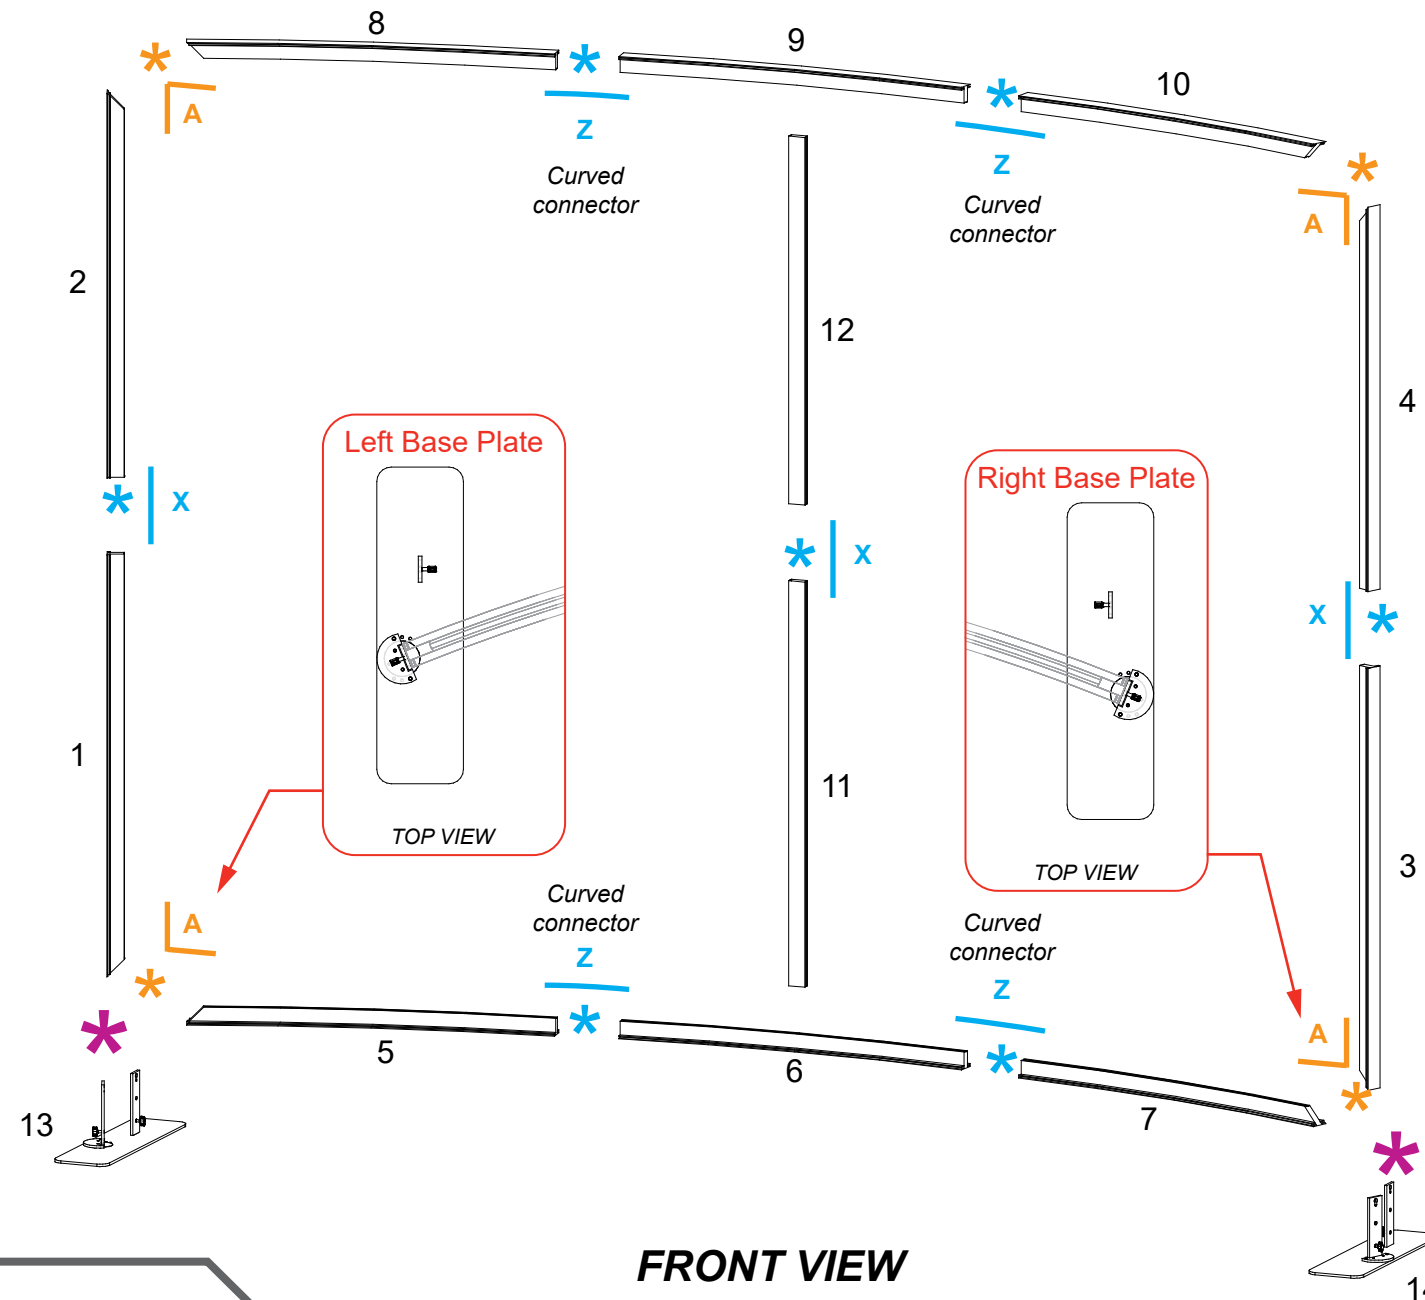 8
9
10
A
Z
Curved
connector
Z
Curved
connector
A
2
12
4
Left Base Plate
Right Base Plate
X
X
X
1
11
3
TOP VIEW
TOP VIEW
A
Curved
connector
Z
Curved
connector
Z
A
5
6
7
13
FRONT VIEW